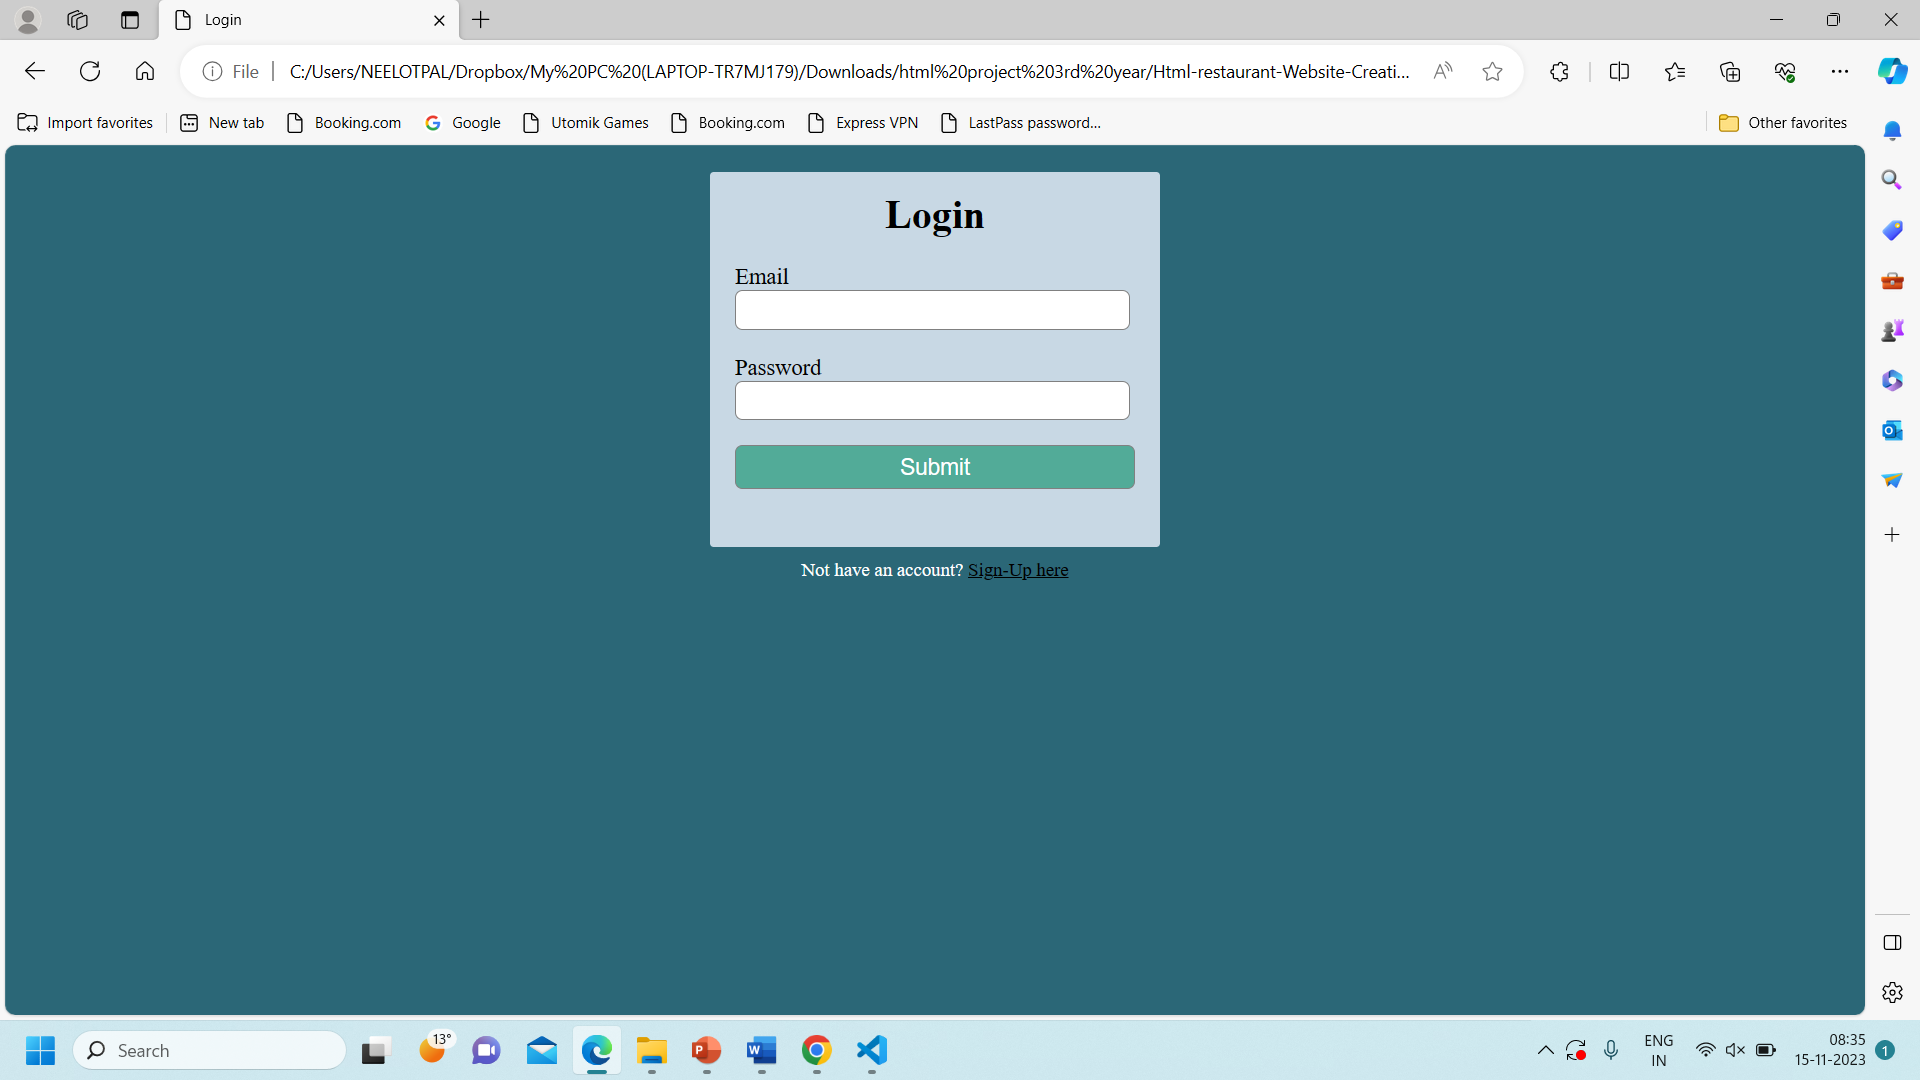 Login
File
C:/Users/NEELOTPAL/Dropbox/My%20PC%20(LAPTOP-TR7MJ179)/Downloads/html%20project%203rd%20year/Html-restaurant-Website-Creati...
Import favorites
New tab
Booking.com
Google
Utomik Games
Booking.com
Express VPN
LastPass password...
Other favorites
Login
Email
Password
Submit
Not have an account? Sign-Up here
Search
13°
ENG
IN
08:35
15-11-2023
1